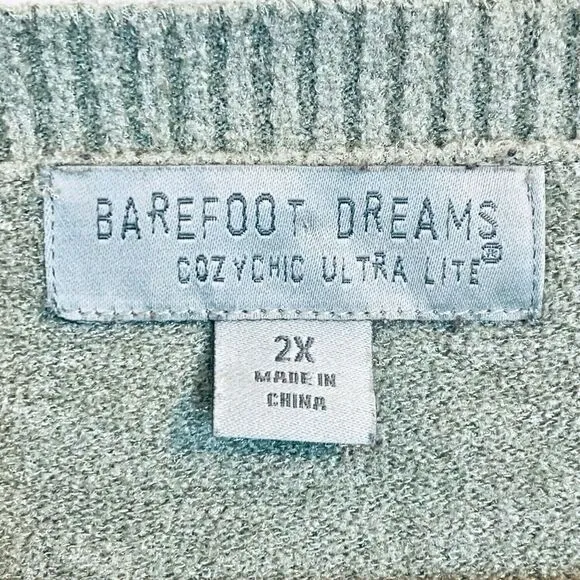 BAREFOOT DREAMS
COZYCHIC ULTRA LITE®
2X
MADE IN
CHINA